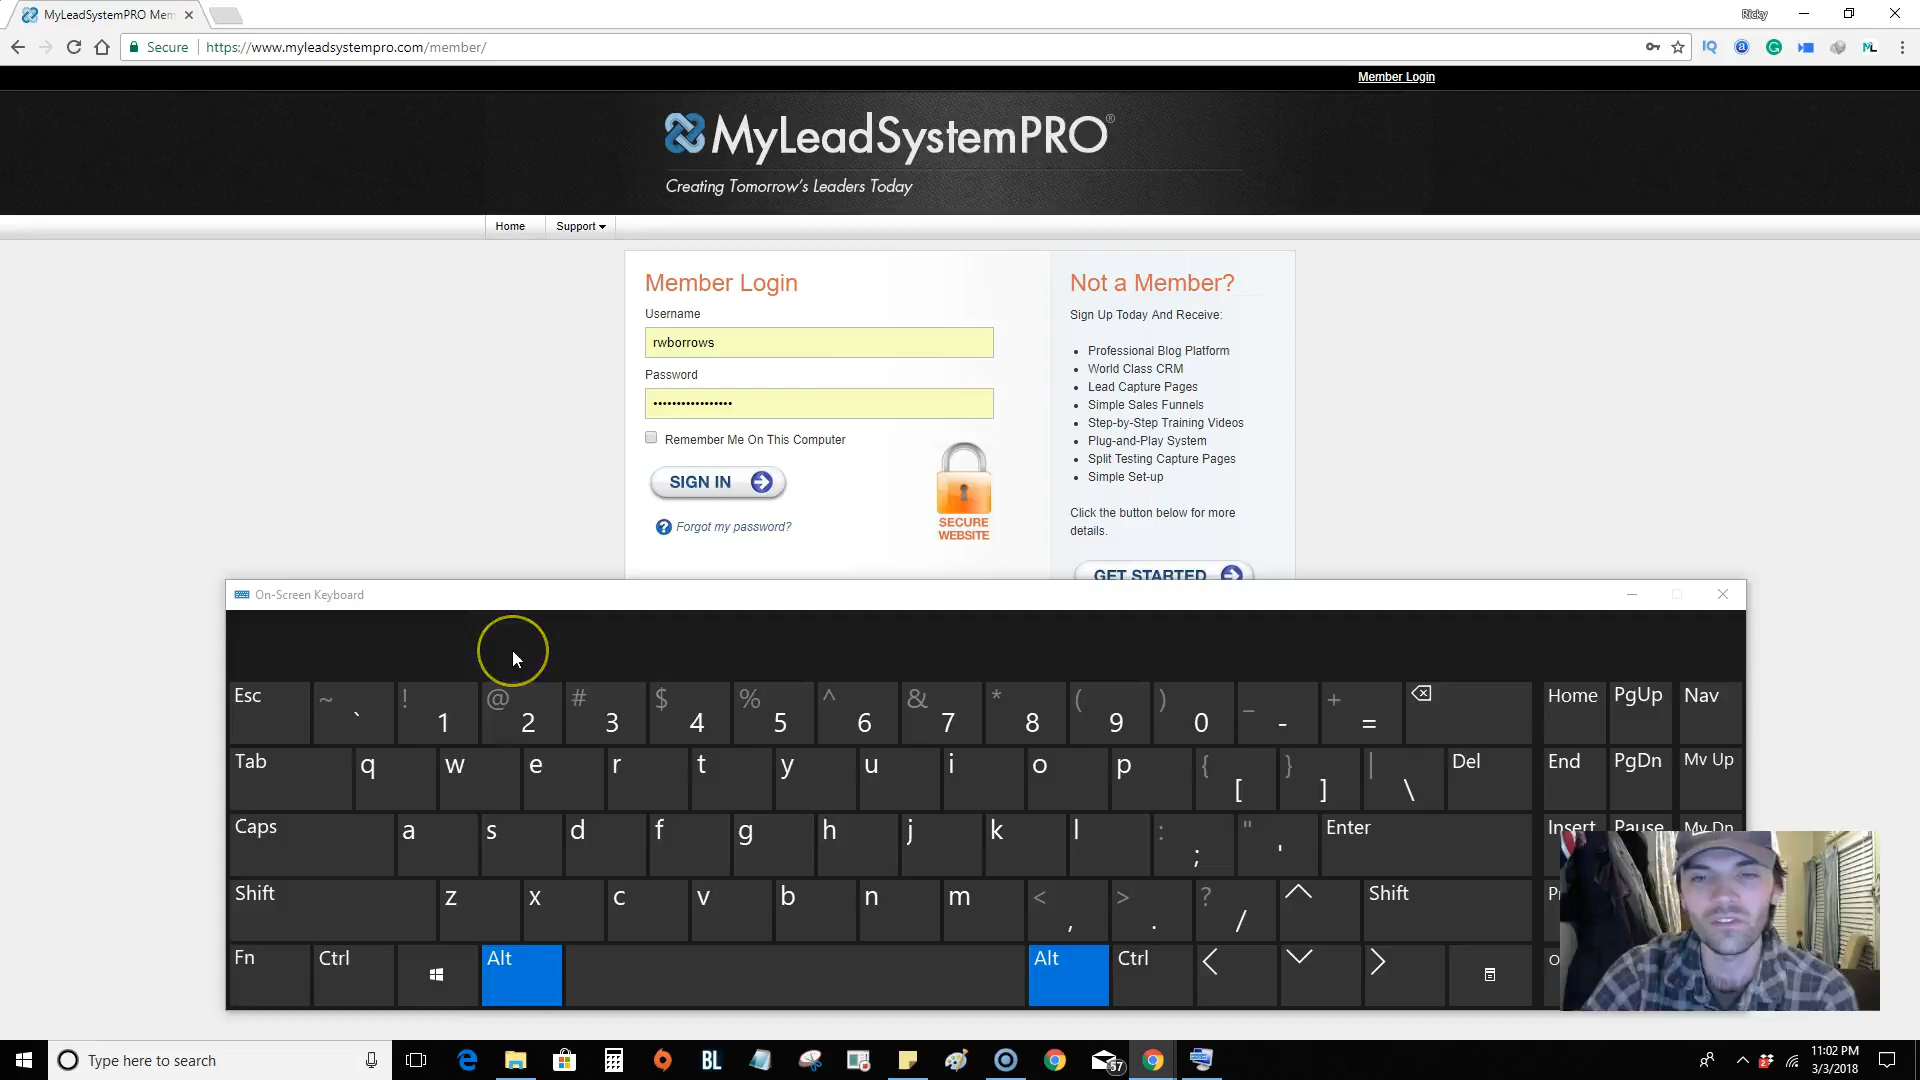 MyLeadSystemPRO Mem
Ricky
Secure https://www.myleadsystempro.com/member/
IQ
Member Login
MyLeadSystemPRO®
Creating Tomorrow's Leaders Today
Home Support
Member Login
Username
rwborrows
Password
•••••••••••••••••
Remember Me On This Computer
SIGN IN
Forgot my password?
SECURE
WEBSITE
Not a Member?
Sign Up Today And Receive:
• Professional Blog Platform
• World Class CRM
• Lead Capture Pages
• Simple Sales Funnels
• Step-by-Step Training Videos
• Plug-and-Play System
• Split Testing Capture Pages
• Simple Set-up
Click the button below for more
details.
GET STARTED
On-Screen Keyboard
Esc ~ ` ! 1 @ 2 # 3 $ 4 % 5 ^ 6 & 7 * 8 ( 9 ) 0 _ - + = Home PgUp Nav
Tab q w e r t y u i o p { [ } ] | \ Del End PgDn Mv Up
Caps a s d f g h j k l : ; " ' Enter Insert Pause Mv Dn
Shift z x c v b n m < , > . ? / Shift
Fn Ctrl Alt Alt Ctrl
Type here to search
BL
57
11:02 PM
3/3/2018